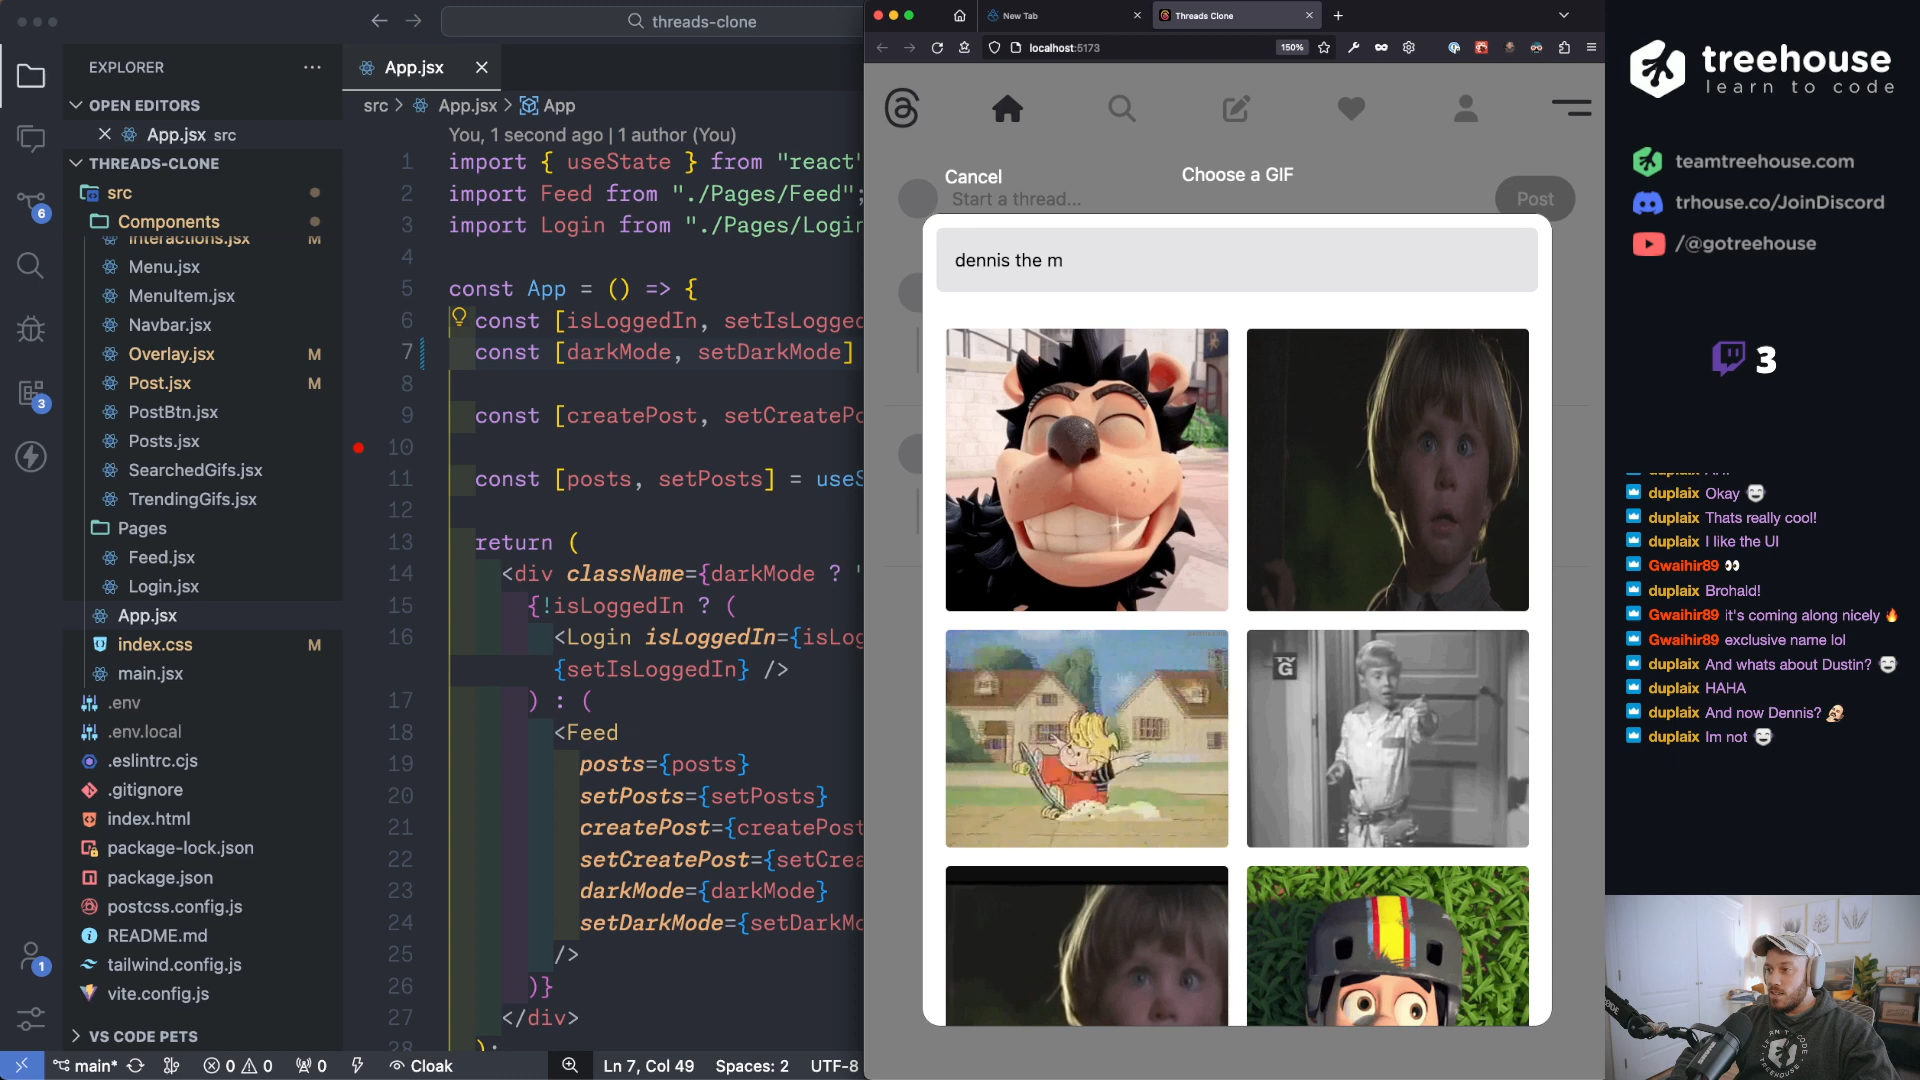 threads-clone
EXPLORER
OPEN EDITORS
App.jsx src
THREADS-CLONE
src
Components
Interactions.jsx M
Menu.jsx
MenuItem.jsx
Navbar.jsx
Overlay.jsx M
Post.jsx M
PostBtn.jsx
Posts.jsx
SearchedGifs.jsx
TrendingGifs.jsx
Pages
Feed.jsx
Login.jsx
App.jsx
index.css M
main.jsx
.env
.env.local
.eslintrc.cjs
.gitignore
index.html
package-lock.json
package.json
postcss.config.js
README.md
tailwind.config.js
vite.config.js
VS CODE PETS
6
3
1
App.jsx
src > App.jsx > App
You, 1 second ago | 1 author (You)
1 import { useState } from "react"
2 import Feed from "./Pages/Feed";
3 import Login from "./Pages/Login
4
5 const App = () => {
6 const [isLoggedIn, setIsLogged
7 const [darkMode, setDarkMode]
8
9 const [createPost, setCreatePo
10
11 const [posts, setPosts] = useS
12
13 return (
14 <div className={darkMode ? "
15 {!isLoggedIn ? (
16 <Login isLoggedIn={isLog
{setIsLoggedIn} />
17 ) : (
18 <Feed
19 posts={posts}
20 setPosts={setPosts}
21 createPost={createPost
22 setCreatePost={setCrea
23 darkMode={darkMode}
24 setDarkMode={setDarkMo
25 />
26 )}
27 </div>
28 );
main* 0 0 0 Cloak Ln 7, Col 49 Spaces: 2 UTF-8
New Tab
Threads Clone
localhost:5173
150%
Cancel
Choose a GIF
Start a thread...
Post
dennis the m
TV
G
treehouse
learn to code
teamtreehouse.com
trhouse.co/JoinDiscord
/@gotreehouse
3
duplaix Okay
duplaix Thats really cool!
duplaix I like the UI
Gwaihir89
duplaix Brohald!
Gwaihir89 it's coming along nicely
Gwaihir89 exclusive name lol
duplaix And whats about Dustin?
duplaix HAHA
duplaix And now Dennis?
duplaix Im not